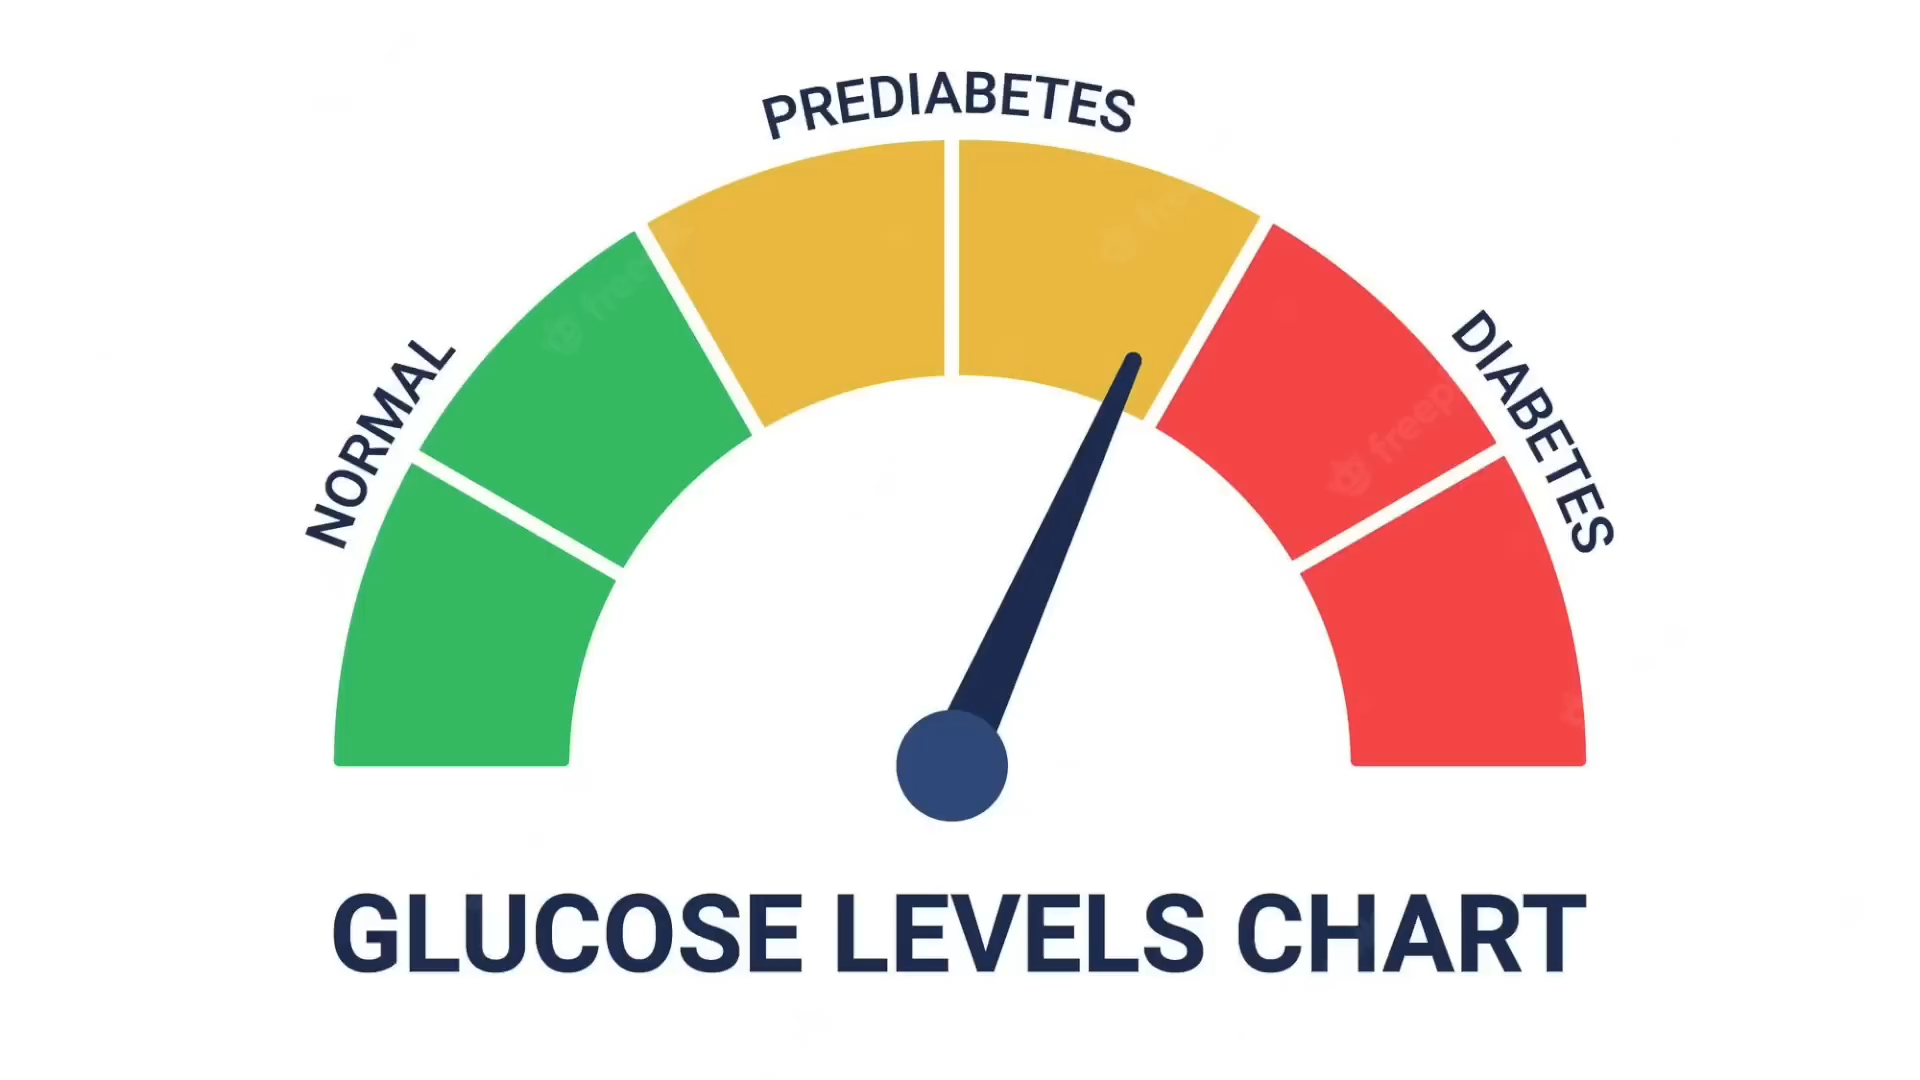 PREDIABETES
NORMAL
DIABETES
GLUCOSE LEVELS CHART